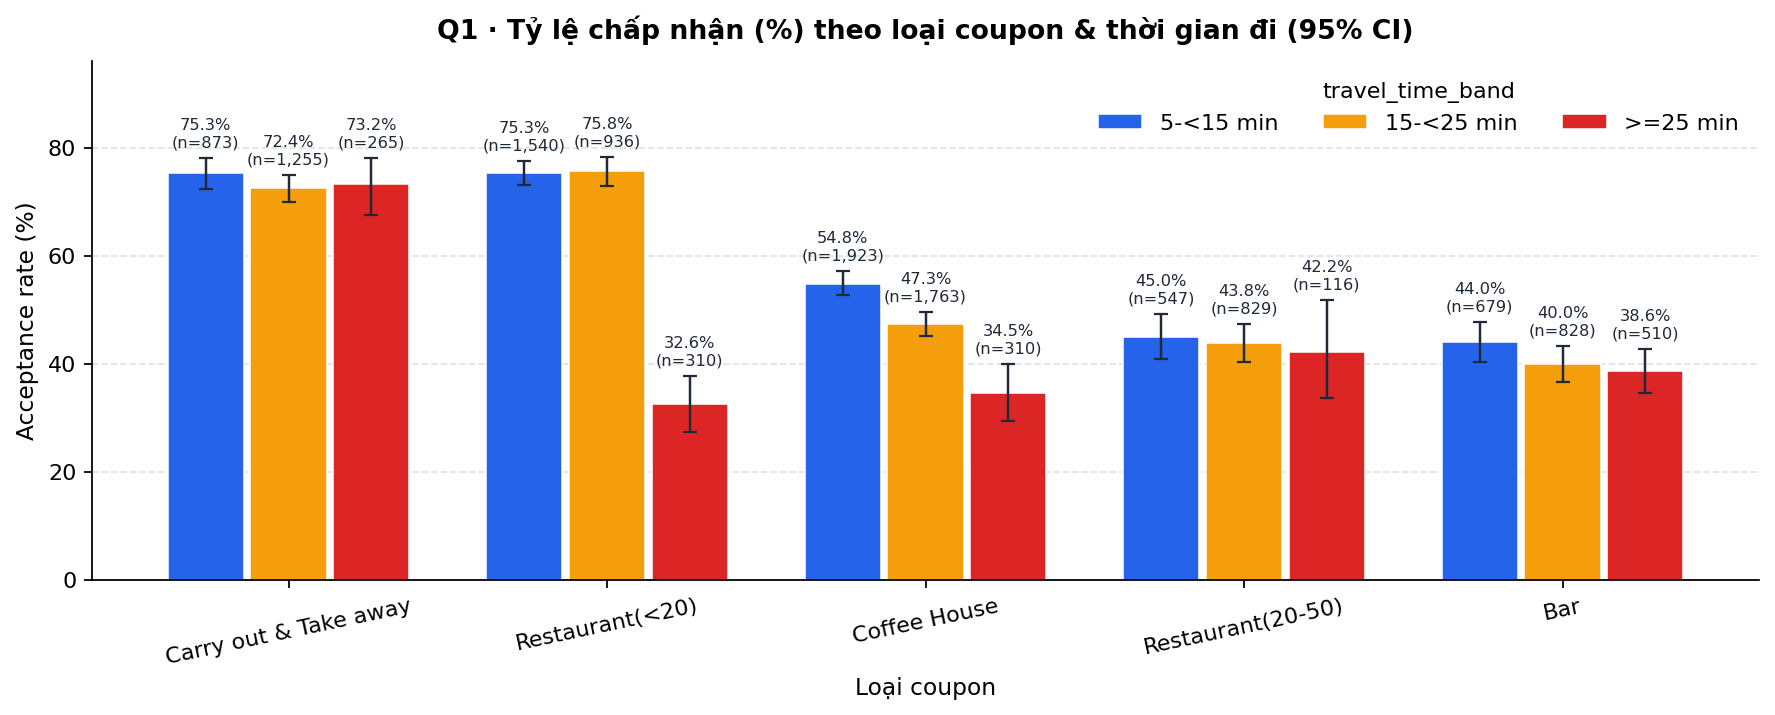 Q1 · Tỷ lệ chấp nhận (%) theo loại coupon & thời gian đi (95% CI)
travel_time_band
5-<15 min
15-<25 min
>=25 min
Acceptance rate (%)
80
60
40
20
0
75.3%
(n=873)
72.4%
(n=1,255)
73.2%
(n=265)
75.3%
(n=1,540)
75.8%
(n=936)
32.6%
(n=310)
54.8%
(n=1,923)
47.3%
(n=1,763)
34.5%
(n=310)
45.0%
(n=547)
43.8%
(n=829)
42.2%
(n=116)
44.0%
(n=679)
40.0%
(n=828)
38.6%
(n=510)
Carry out & Take away
Restaurant(<20)
Coffee House
Restaurant(20-50)
Bar
Loại coupon